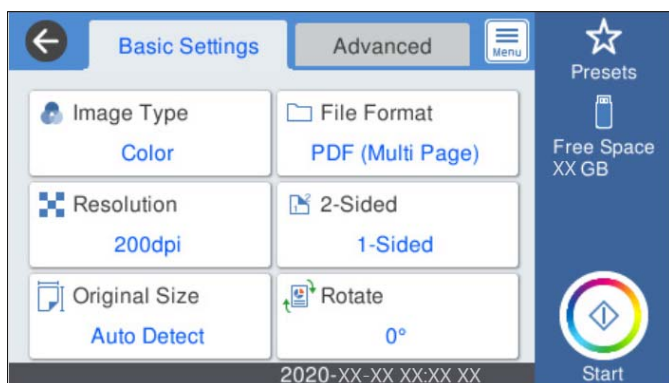 Basic Settings
Advanced
Menu
Presets
Image Type
Color
File Format
PDF (Multi Page)
Free Space
XX GB
Resolution
200dpi
2-Sided
1-Sided
Original Size
Auto Detect
Rotate
0°
2020-XX-XX XX:XX XX
Start